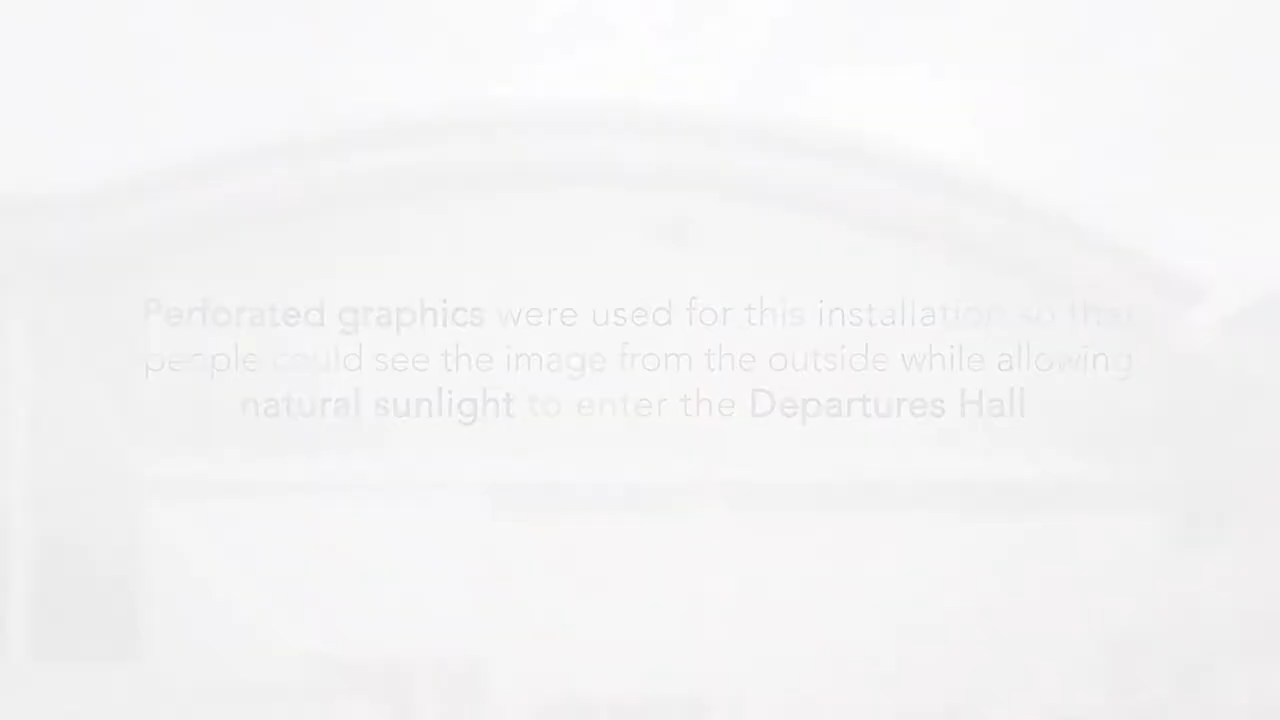 Perforated graphics were used for this installation so that
people could see the image from the outside while allowing
natural sunlight to enter the Departures Hall